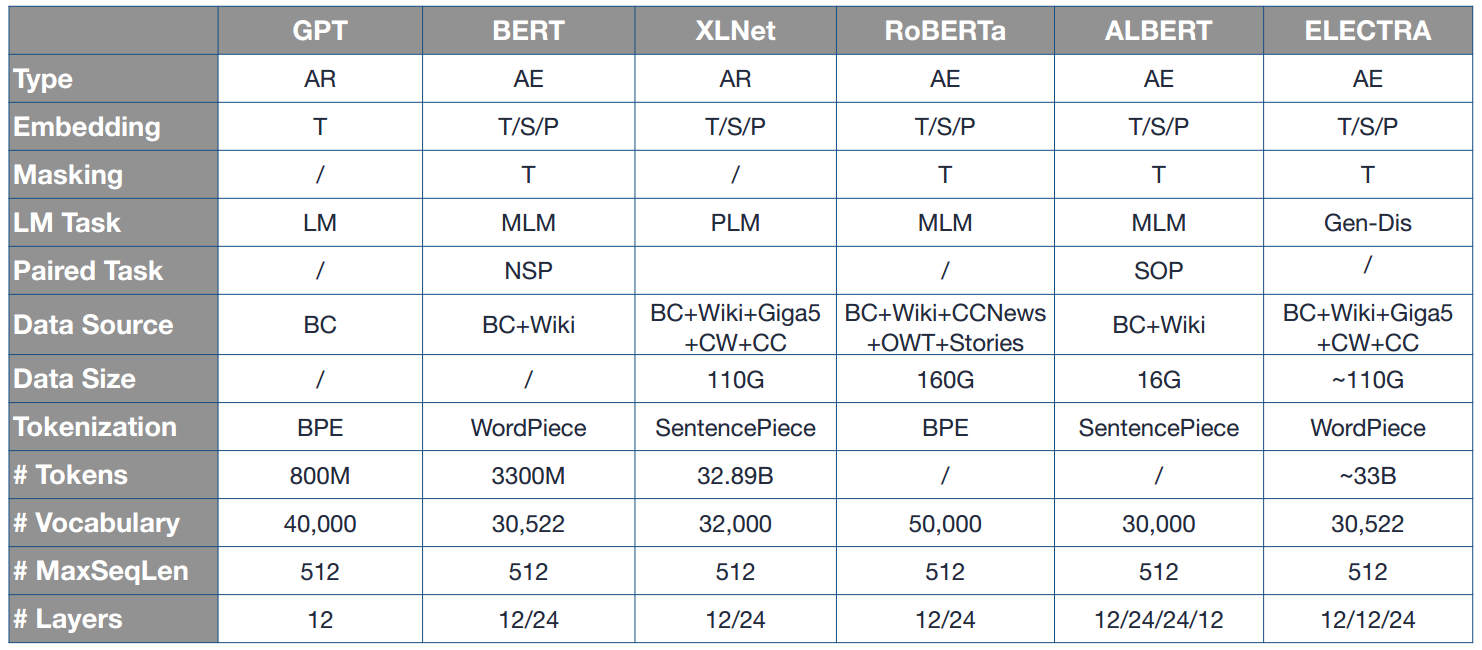 GPT BERT XLNet RoBERTa ALBERT ELECTRA
Type AR AE AR AE AE AE
Embedding T T/S/P T/S/P T/S/P T/S/P T/S/P
Masking / T / T T T
LM Task LM MLM PLM MLM MLM Gen-Dis
Paired Task / NSP / SOP /
Data Source BC BC+Wiki BC+Wiki+Giga5 +CW+CC BC+Wiki+CCNews +OWT+Stories BC+Wiki BC+Wiki+Giga5 +CW+CC
Data Size / / 110G 160G 16G ~110G
Tokenization BPE WordPiece SentencePiece BPE SentencePiece WordPiece
# Tokens 800M 3300M 32.89B / / ~33B
# Vocabulary 40,000 30,522 32,000 50,000 30,000 30,522
# MaxSeqLen 512 512 512 512 512 512
# Layers 12 12/24 12/24 12/24 12/24/24/12 12/12/24